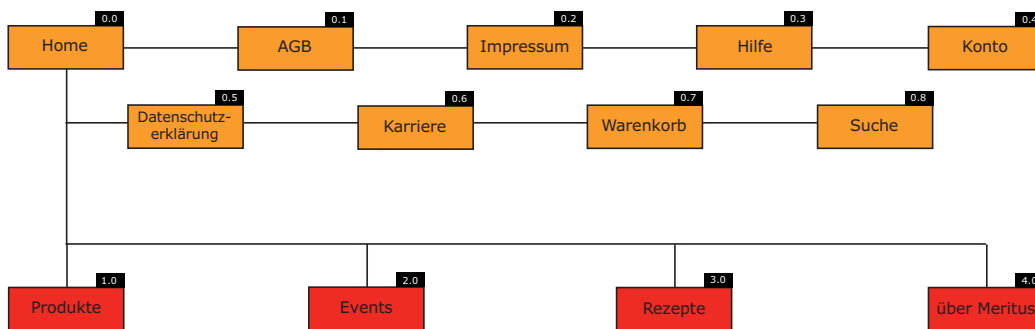 0.0
Home
0.1
AGB
0.2
Impressum
0.3
Hilfe
0.4
Konto
0.5
Datenschutz-
erklärung
0.6
Karriere
0.7
Warenkorb
0.8
Suche
1.0
Produkte
2.0
Events
3.0
Rezepte
4.0
über Meritus